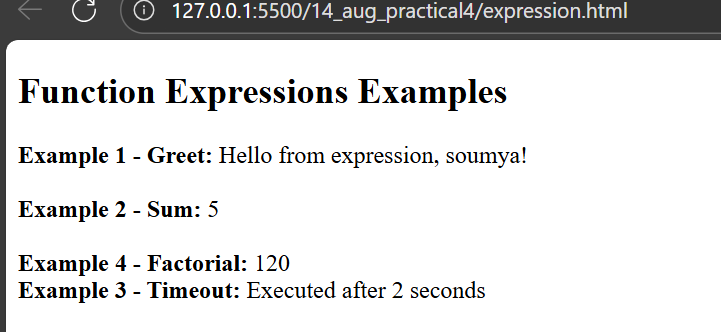 127.0.0.1:5500/14_aug_practical4/expression.html
Function Expressions Examples
Example 1 - Greet: Hello from expression, soumya!
Example 2 - Sum: 5
Example 4 - Factorial: 120
Example 3 - Timeout: Executed after 2 seconds